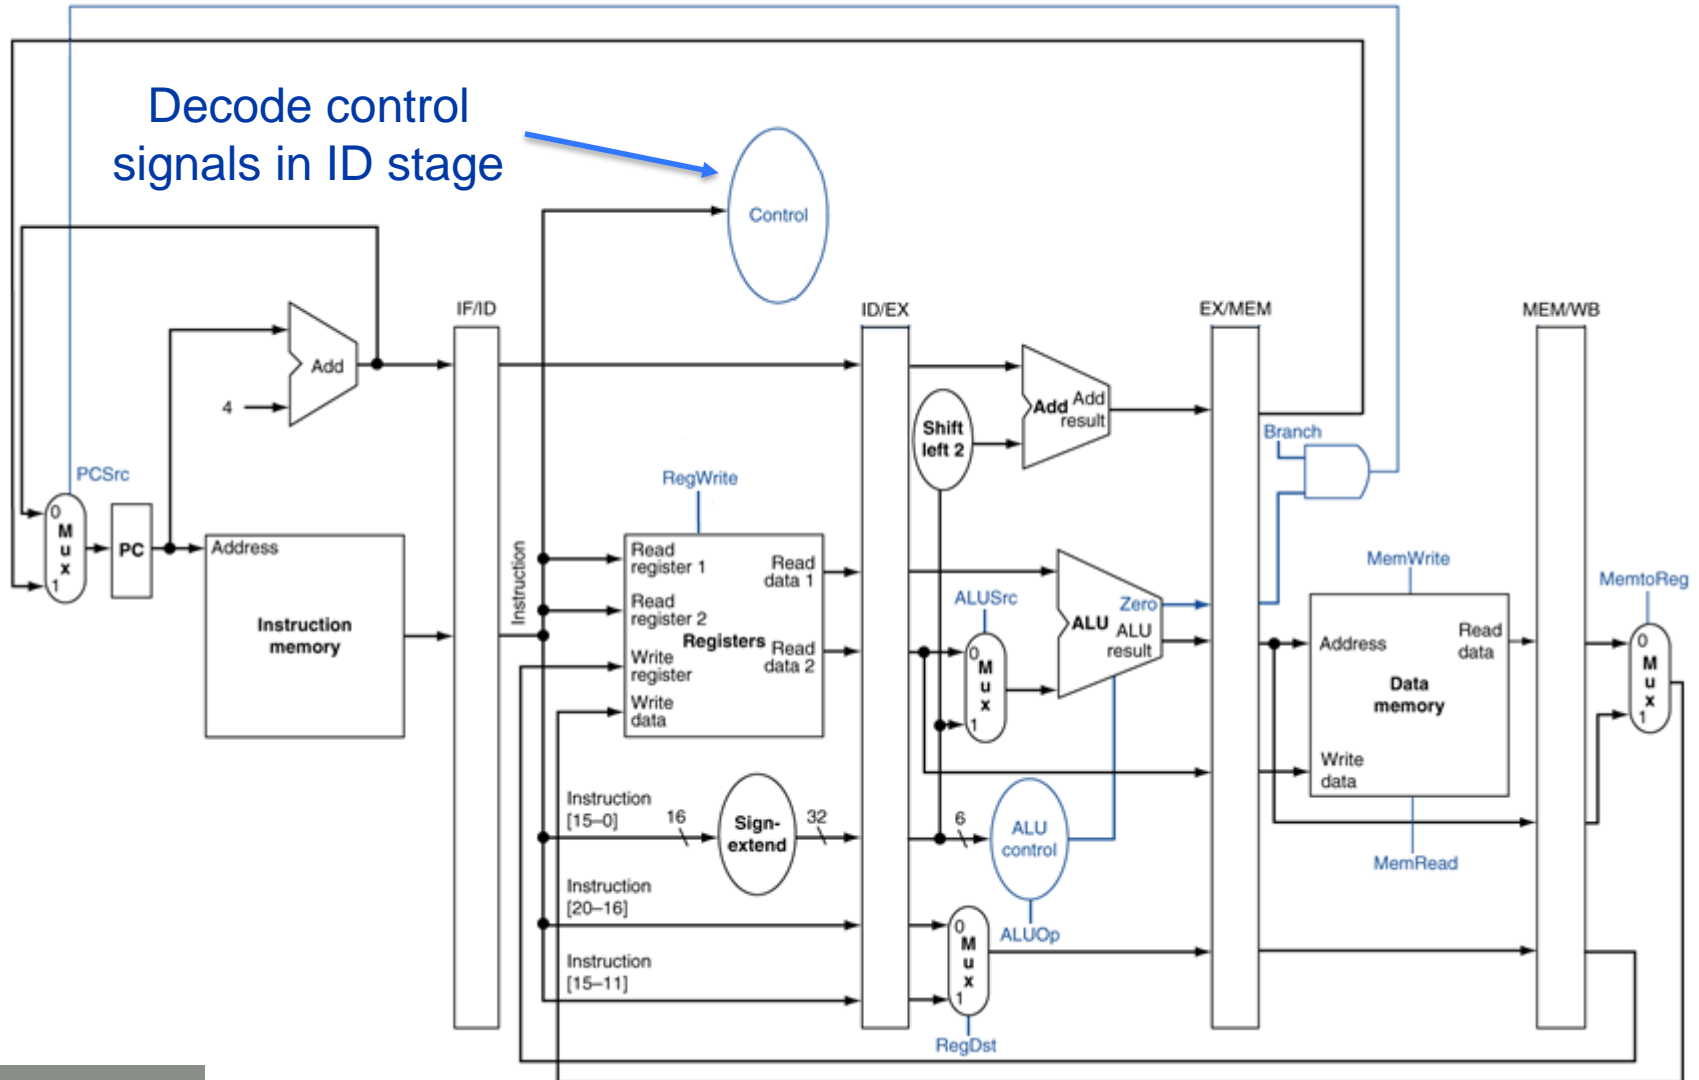 Decode control
signals in ID stage
Control
IF/ID
ID/EX
EX/MEM
MEM/WB
Add
4
Shift
left 2
Add
Add
result
Branch
PCSrc
RegWrite
0
M
u
x
1
PC
Address
Instruction
memory
Instruction
Read
register 1
Read
data 1
Read
register 2
Registers
Read
data 2
Write
register
Write
data
ALUSrc
0
M
u
x
1
Zero
ALU
ALU
result
MemWrite
Address
Read
data
Data
memory
Write
data
MemRead
MemtoReg
0
M
u
x
1
Instruction
[15–0]
16
Sign-
extend
32
6
ALU
control
ALUOp
Instruction
[20–16]
Instruction
[15–11]
0
M
u
x
1
RegDst